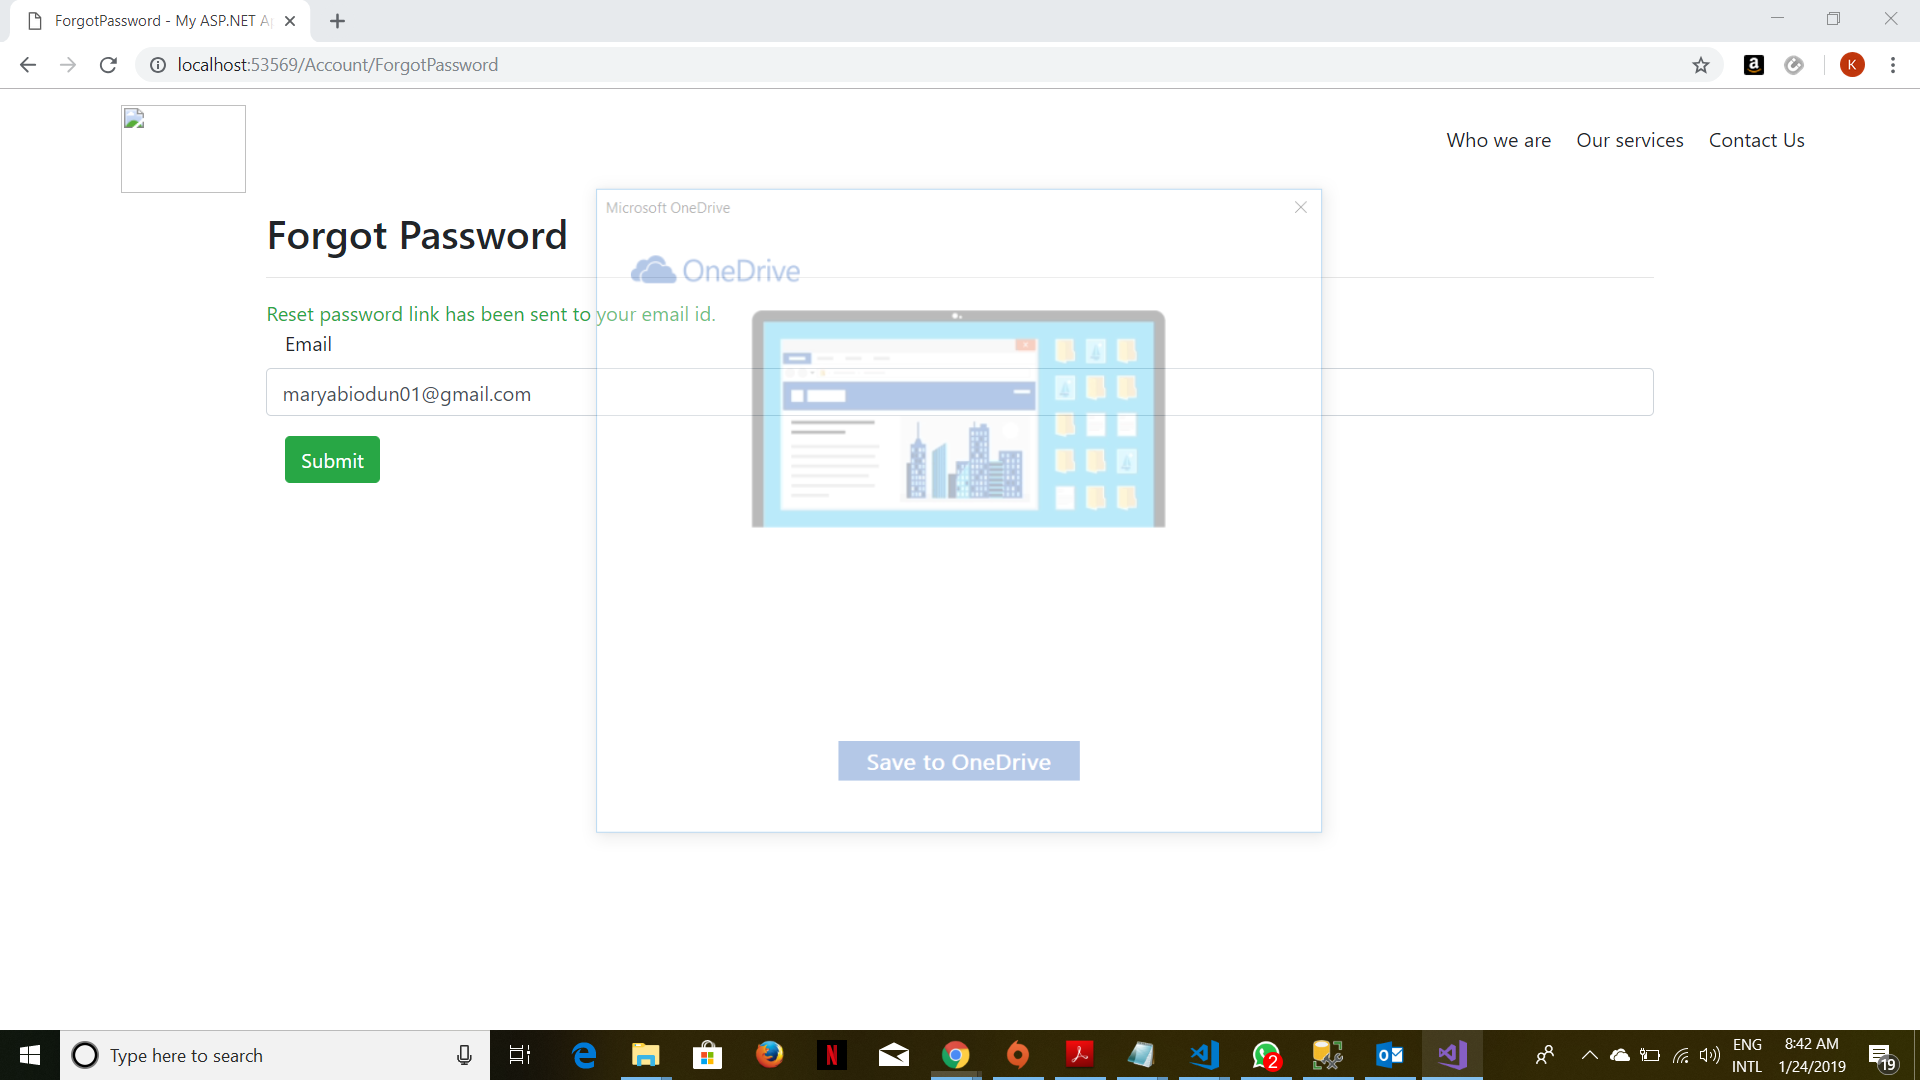 ForgotPassword - My ASP.NET Ap
localhost:53569/Account/ForgotPassword
K
Who we are Our services Contact Us
Microsoft OneDrive
Forgot Password
OneDrive
Reset password link has been sent to your email id.
Email
maryabiodun01@gmail.com
Submit
Save to OneDrive
Type here to search
2
ENG
INTL
8:42 AM
1/24/2019
19